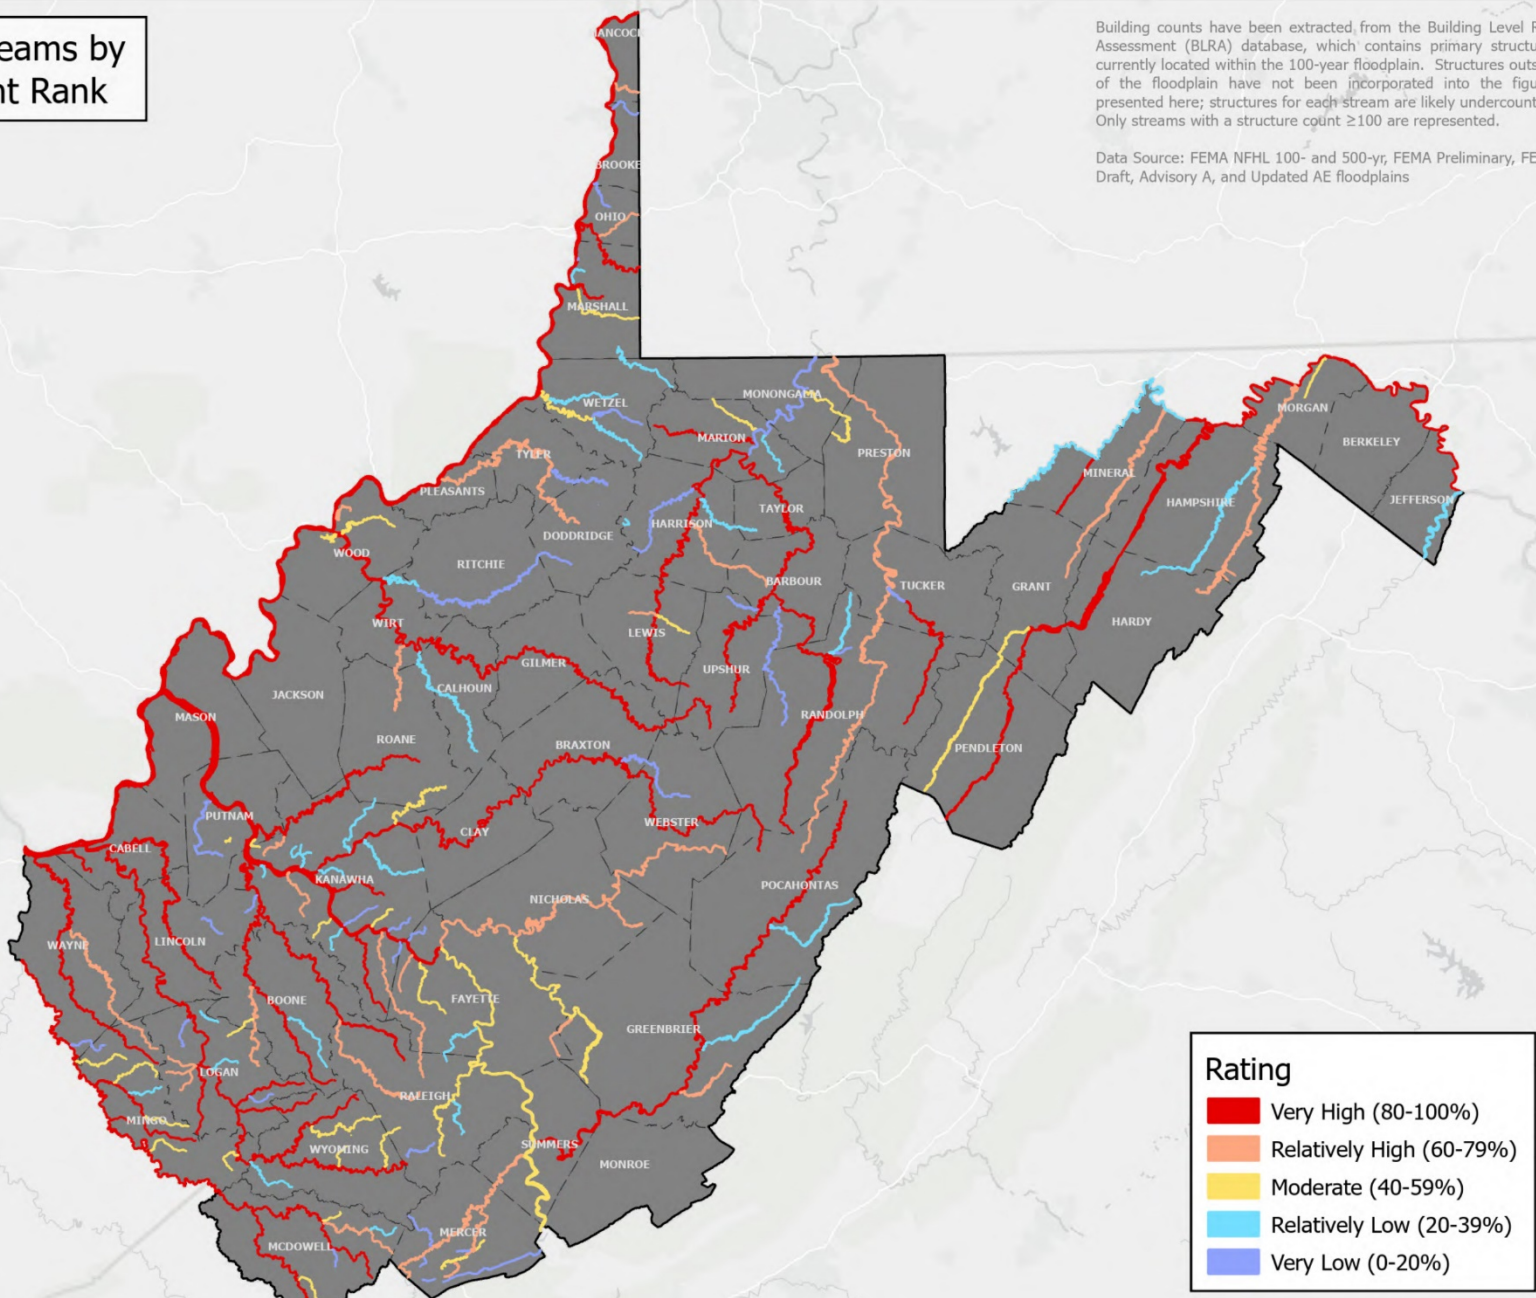 eams by
t Rank
Building counts have been extracted from the Building Level
Assessment (BLRA) database, which contains primary structu
currently located within the 100-year floodplain. Structures outs
of the floodplain have not been incorporated into the figu
presented here; structures for each stream are likely undercount
Only streams with a structure count ≥100 are represented.
Data Source: FEMA NFHL 100- and 500-yr, FEMA Preliminary, FE
Draft, Advisory A, and Updated AE floodplains
HANCOCK
BROOKE
OHIO
MARSHALL
WETZEL
MONONGALIA
MARION
MORGAN
BERKELEY
TYLER
PRESTON
MINERAL
PLEASANTS
HAMPSHIRE
JEFFERSON
TAYLOR
HARRISON
DODDRIDGE
WOOD
RITCHIE
BARBOUR
TUCKER
GRANT
WIRT
HARDY
LEWIS
GILMER
UPSHUR
CALHOUN
JACKSON
MASON
RANDOLPH
ROANE
BRAXTON
PENDLETON
PUTNAM
WEBSTER
CLAY
CABELL
KANAWHA
POCAHONTAS
NICHOLAS
WAYNE
LINCOLN
BOONE
FAYETTE
GREENBRIER
LOGAN
RALEIGH
MINGO
WYOMING
SUMMERS
MONROE
MERCER
MCDOWELL
Rating
Very High (80-100%)
Relatively High (60-79%)
Moderate (40-59%)
Relatively Low (20-39%)
Very Low (0-20%)